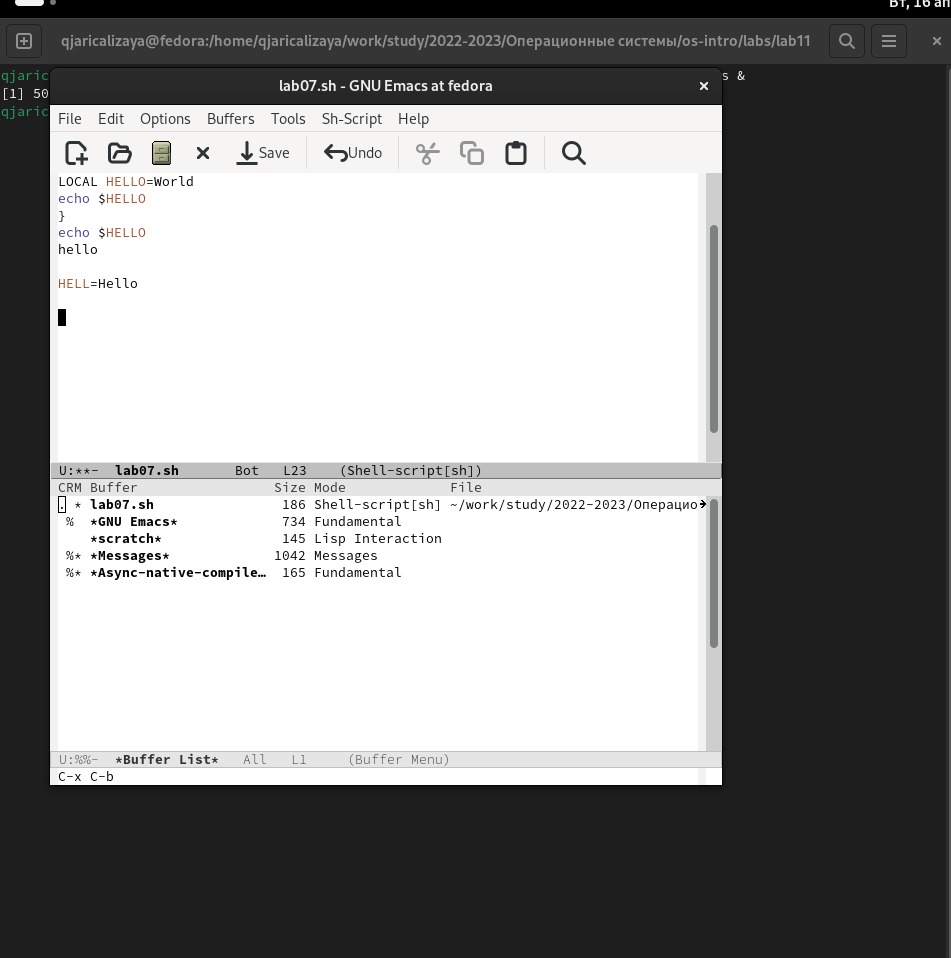 Вт, 16 ап
qjaricalizaya@fedora:/home/qjaricalizaya/work/study/2022-2023/Операционные системы/os-intro/labs/lab11
qjaric s &
[1] 50
qjaric
lab07.sh - GNU Emacs at fedora
File Edit Options Buffers Tools Sh-Script Help
Save Undo
LOCAL HELLO=World
echo $HELLO
}
echo $HELLO
hello
HELL=Hello
U:**- lab07.sh Bot L23 (Shell-script[sh])
CRM Buffer Size Mode File
. * lab07.sh 186 Shell-script[sh] ~/work/study/2022-2023/Операцио
% *GNU Emacs* 734 Fundamental
*scratch* 145 Lisp Interaction
%* *Messages* 1042 Messages
%* *Async-native-compile… 165 Fundamental
U:%%- *Buffer List* All L1 (Buffer Menu)
C-x C-b